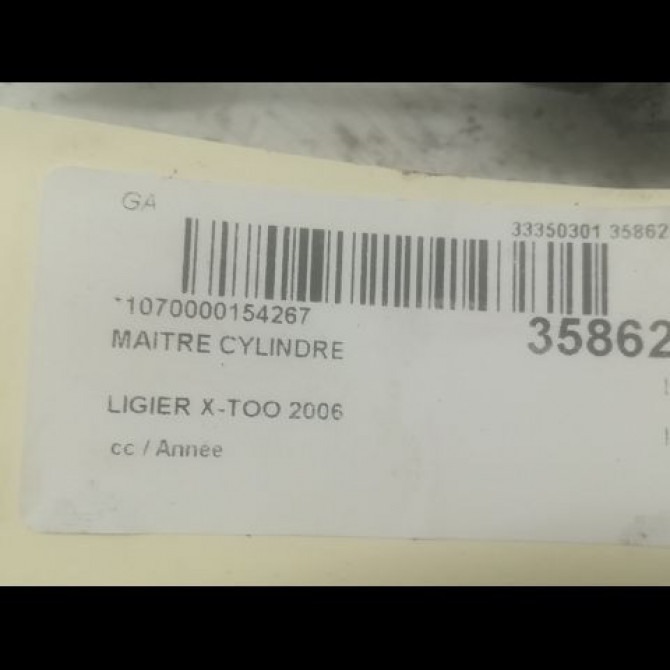 GA
33350301 35862
*1070000154267
35862
MAITRE CYLINDRE
LIGIER X-TOO 2006
cc / Année